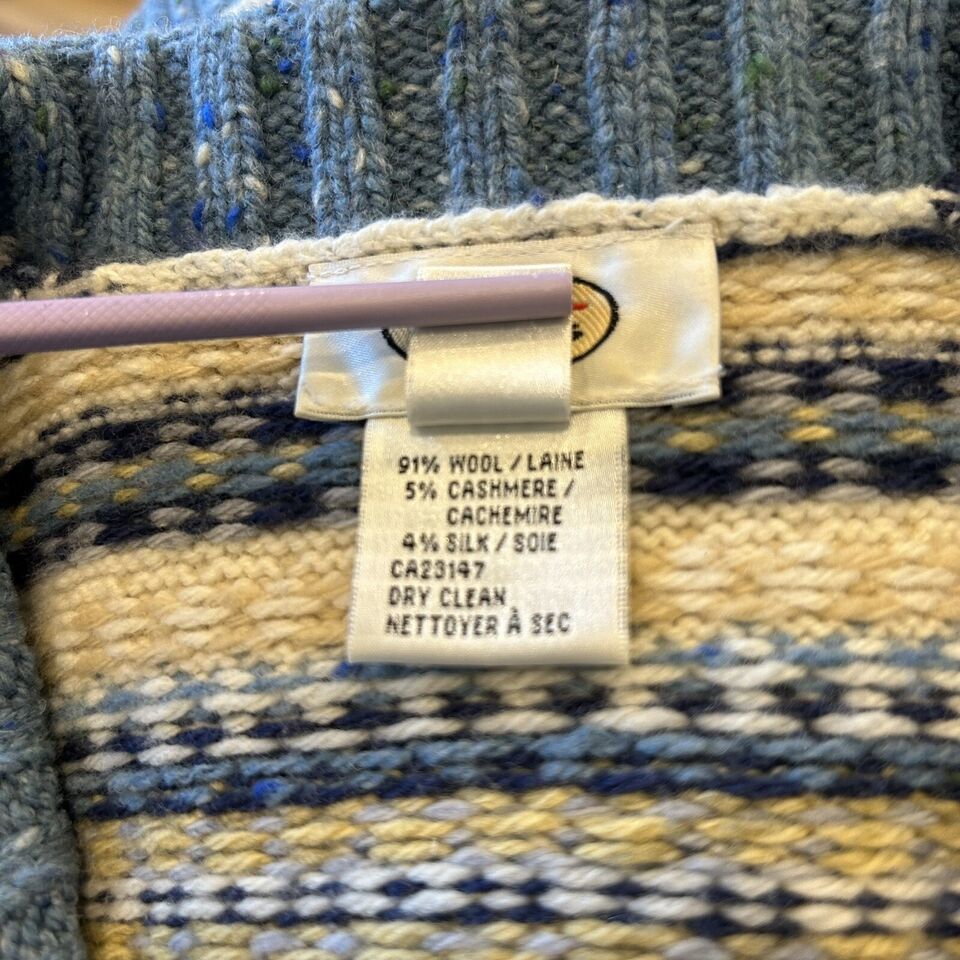 91% WOOL / LAINE
5% CASHMERE /
CACHEMIRE
4% SILK / SOIE
CA23147
DRY CLEAN
NETTOYER À SEC